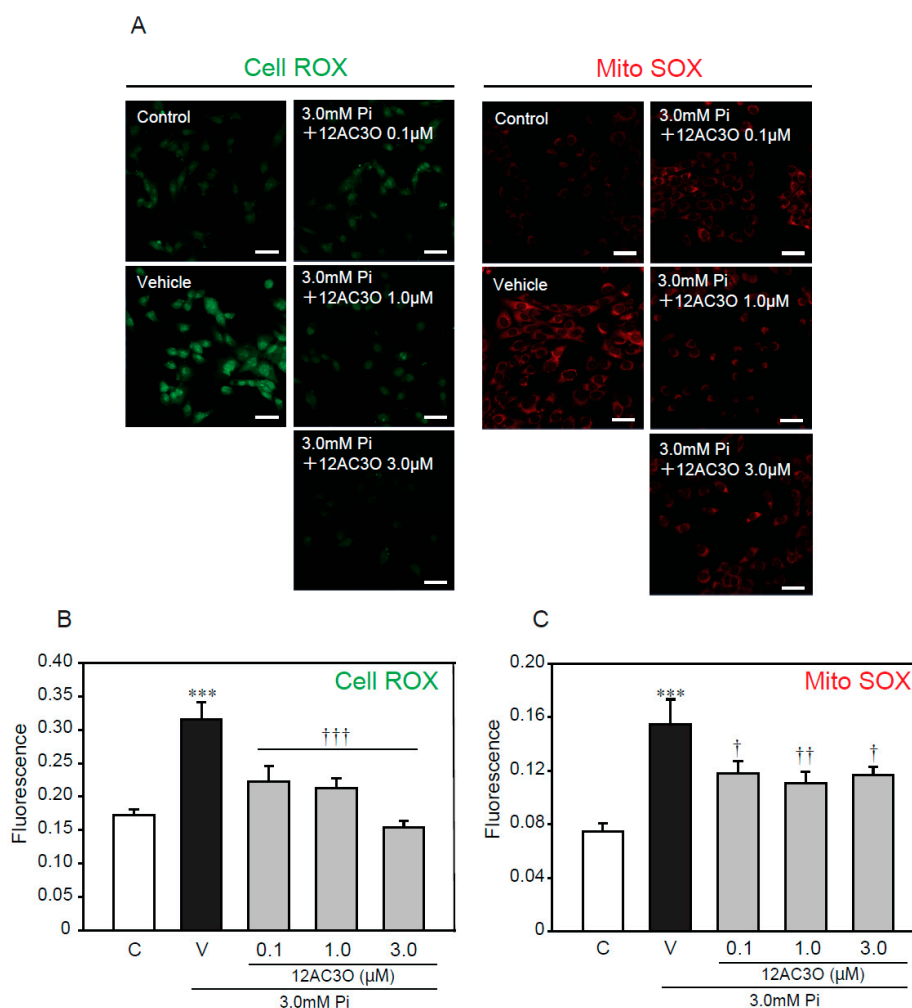 A
Cell ROX
Mito SOX
Control
3.0mM Pi
+12AC3O 0.1μM
Control
3.0mM Pi
+12AC3O 0.1μM
Vehicle
3.0mM Pi
+12AC3O 1.0μM
Vehicle
3.0mM Pi
+12AC3O 1.0μM
3.0mM Pi
+12AC3O 3.0μM
3.0mM Pi
+12AC3O 3.0μM
B
Cell ROX
Fluorescence
0.40
0.35
0.30
0.25
0.20
0.15
0.10
0.05
0
***
†††
C V 0.1 1.0 3.0
12AC3O (μM)
3.0mM Pi
C
Mito SOX
Fluorescence
0.20
0.16
0.12
0.08
0.04
0
***
† †† †
C V 0.1 1.0 3.0
12AC3O (μM)
3.0mM Pi